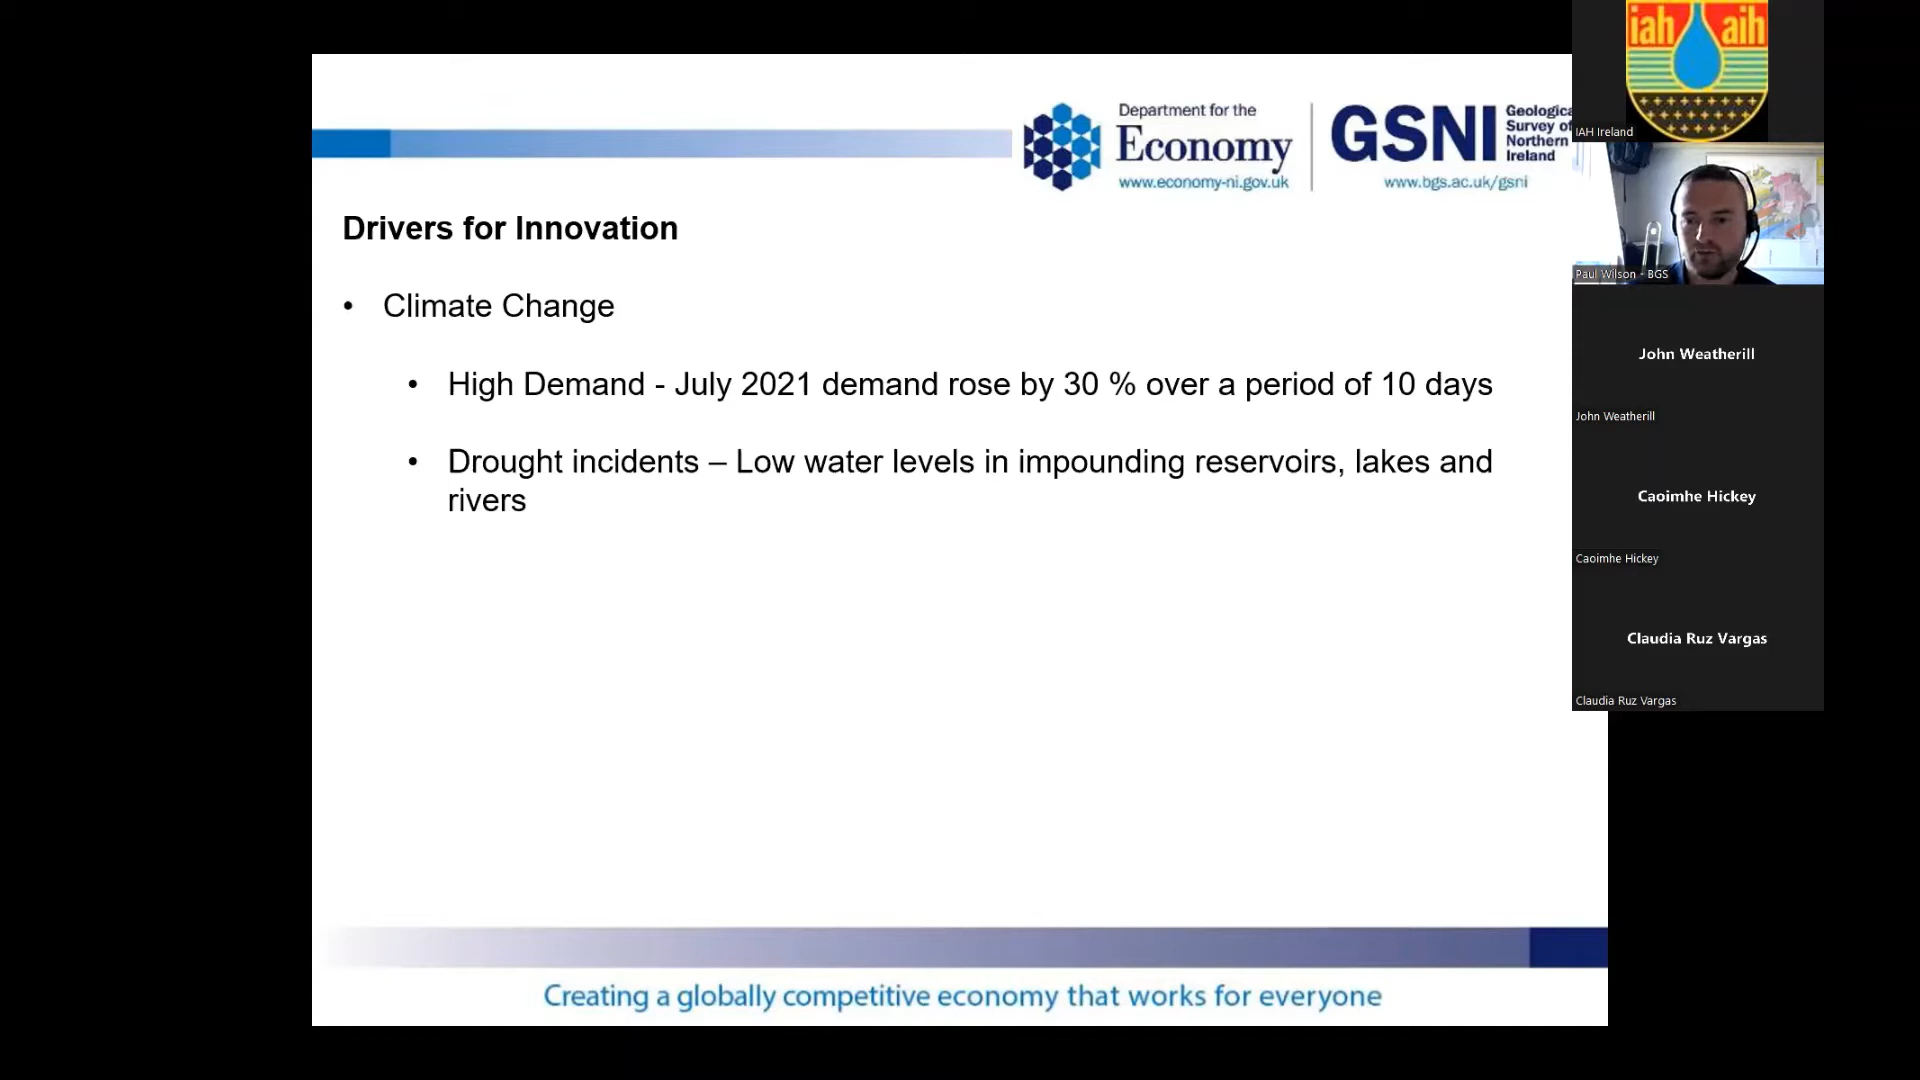 Department for the
Economy
www.economy-ni.gov.uk
GSNI
Geologica
Survey of
Northern
Ireland
www.bgs.ac.uk/gsni
Drivers for Innovation
• Climate Change
• High Demand - July 2021 demand rose by 30 % over a period of 10 days
• Drought incidents – Low water levels in impounding reservoirs, lakes and
rivers
Creating a globally competitive economy that works for everyone
iah aih
IAH Ireland
Paul Wilson - BGS
John Weatherill
John Weatherill
Caoimhe Hickey
Caoimhe Hickey
Claudia Ruz Vargas
Claudia Ruz Vargas